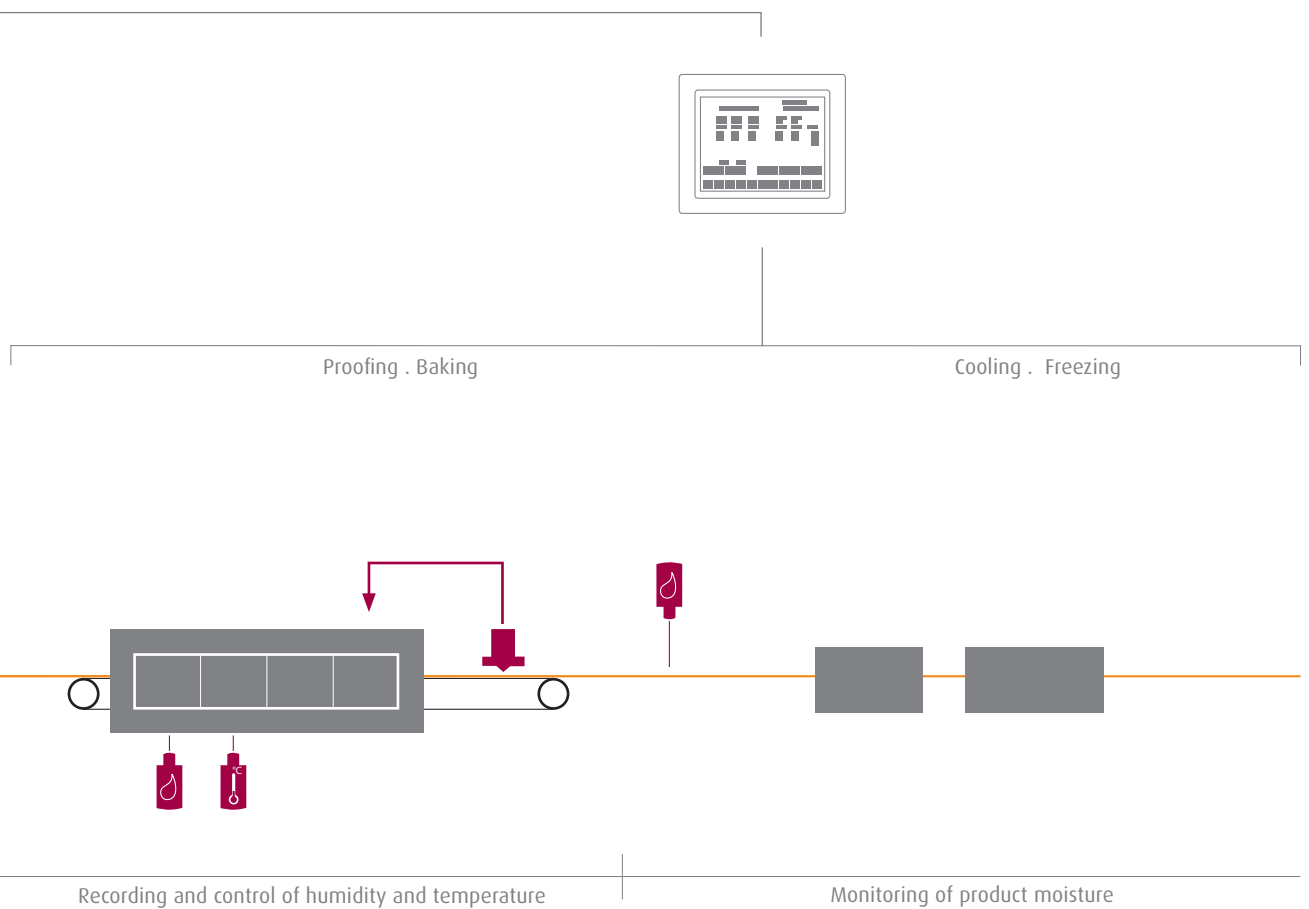 Proofing . Baking
Cooling .  Freezing
°C
Recording and control of humidity and temperature
Monitoring of product moisture